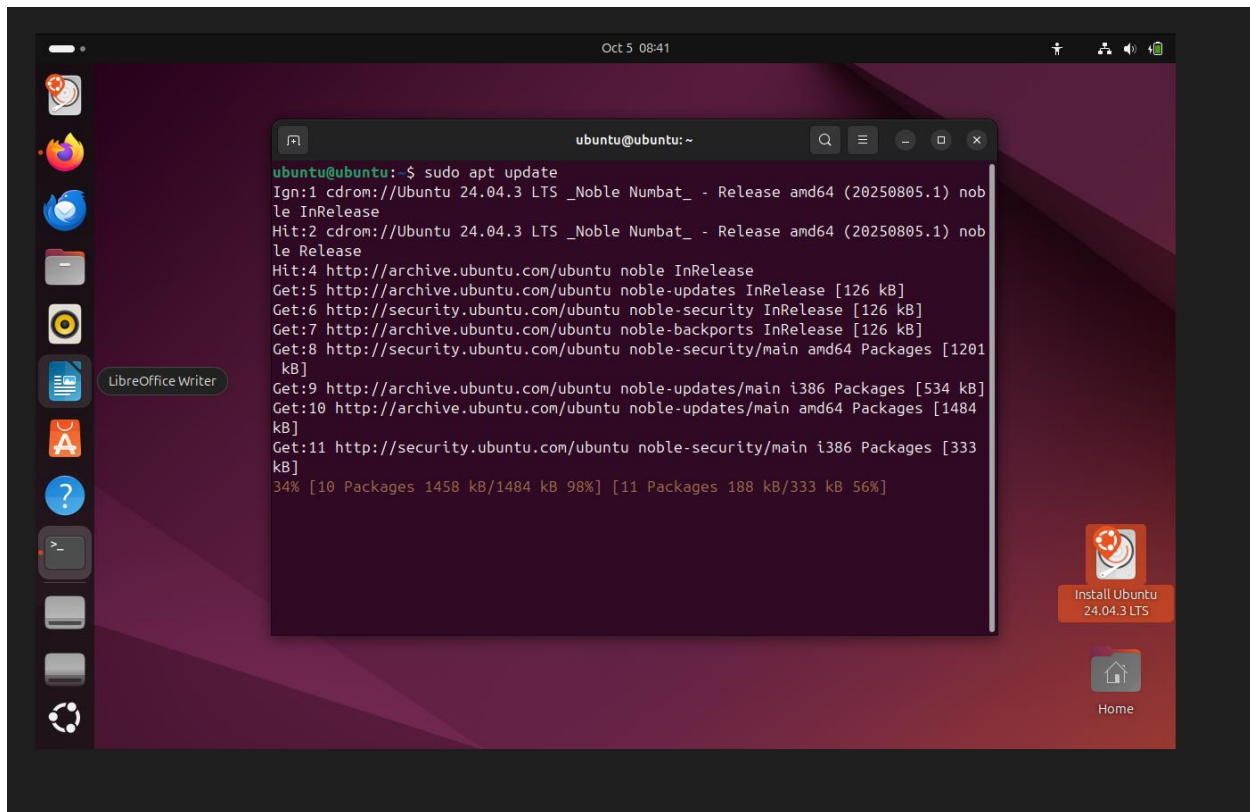 Oct 5 08:41
ubuntu@ubuntu: ~
ubuntu@ubuntu:~$ sudo apt update
Ign:1 cdrom://Ubuntu 24.04.3 LTS _Noble Numbat_ - Release amd64 (20250805.1) nob
le InRelease
Hit:2 cdrom://Ubuntu 24.04.3 LTS _Noble Numbat_ - Release amd64 (20250805.1) nob
le Release
Hit:4 http://archive.ubuntu.com/ubuntu noble InRelease
Get:5 http://archive.ubuntu.com/ubuntu noble-updates InRelease [126 kB]
Get:6 http://security.ubuntu.com/ubuntu noble-security InRelease [126 kB]
Get:7 http://archive.ubuntu.com/ubuntu noble-backports InRelease [126 kB]
Get:8 http://security.ubuntu.com/ubuntu noble-security/main amd64 Packages [1201
 kB]
Get:9 http://archive.ubuntu.com/ubuntu noble-updates/main i386 Packages [534 kB]
Get:10 http://archive.ubuntu.com/ubuntu noble-updates/main amd64 Packages [1484
kB]
Get:11 http://security.ubuntu.com/ubuntu noble-security/main i386 Packages [333
kB]
34% [10 Packages 1458 kB/1484 kB 98%] [11 Packages 188 kB/333 kB 56%]
LibreOffice Writer
Install Ubuntu
24.04.3 LTS
Home